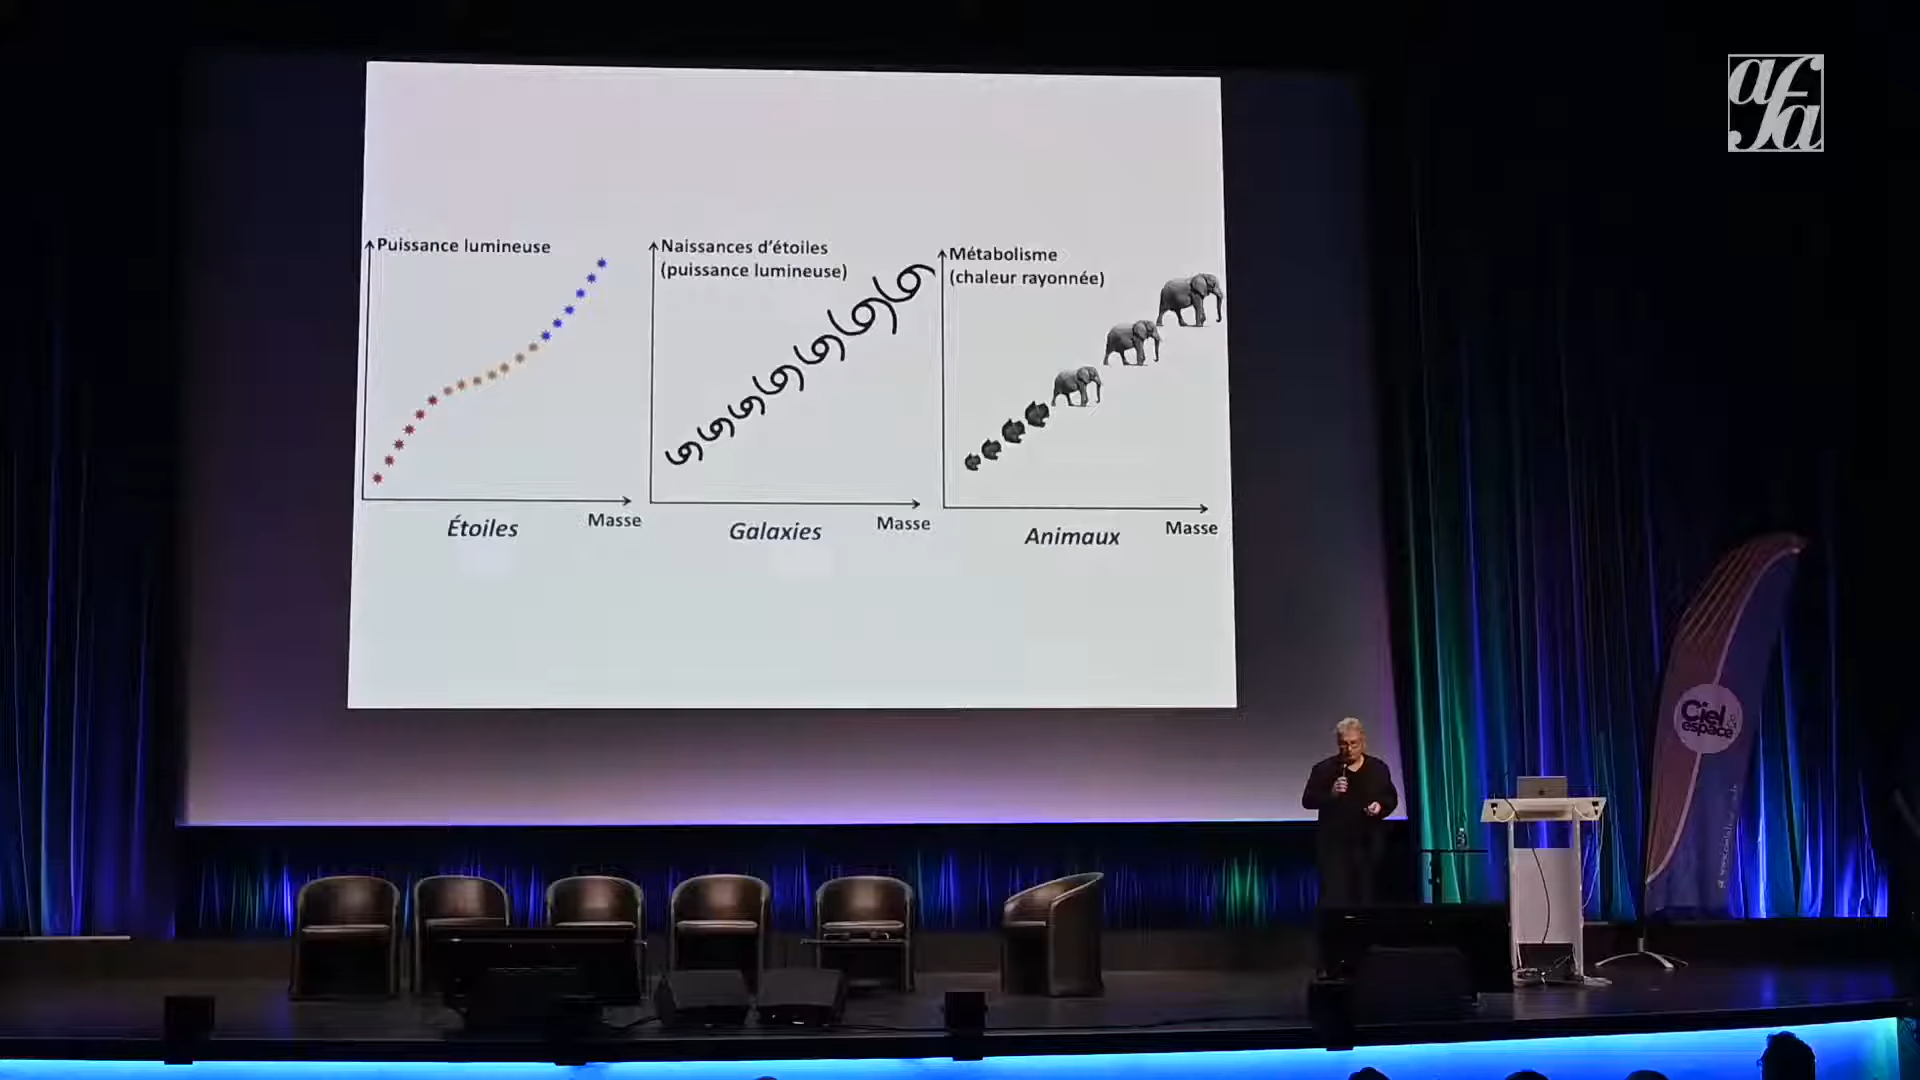 afa
Puissance lumineuse
Masse
Étoiles
Naissances d'étoiles
(puissance lumineuse)
Masse
Galaxies
Métabolisme
(chaleur rayonnée)
Masse
Animaux
Ciel
espace